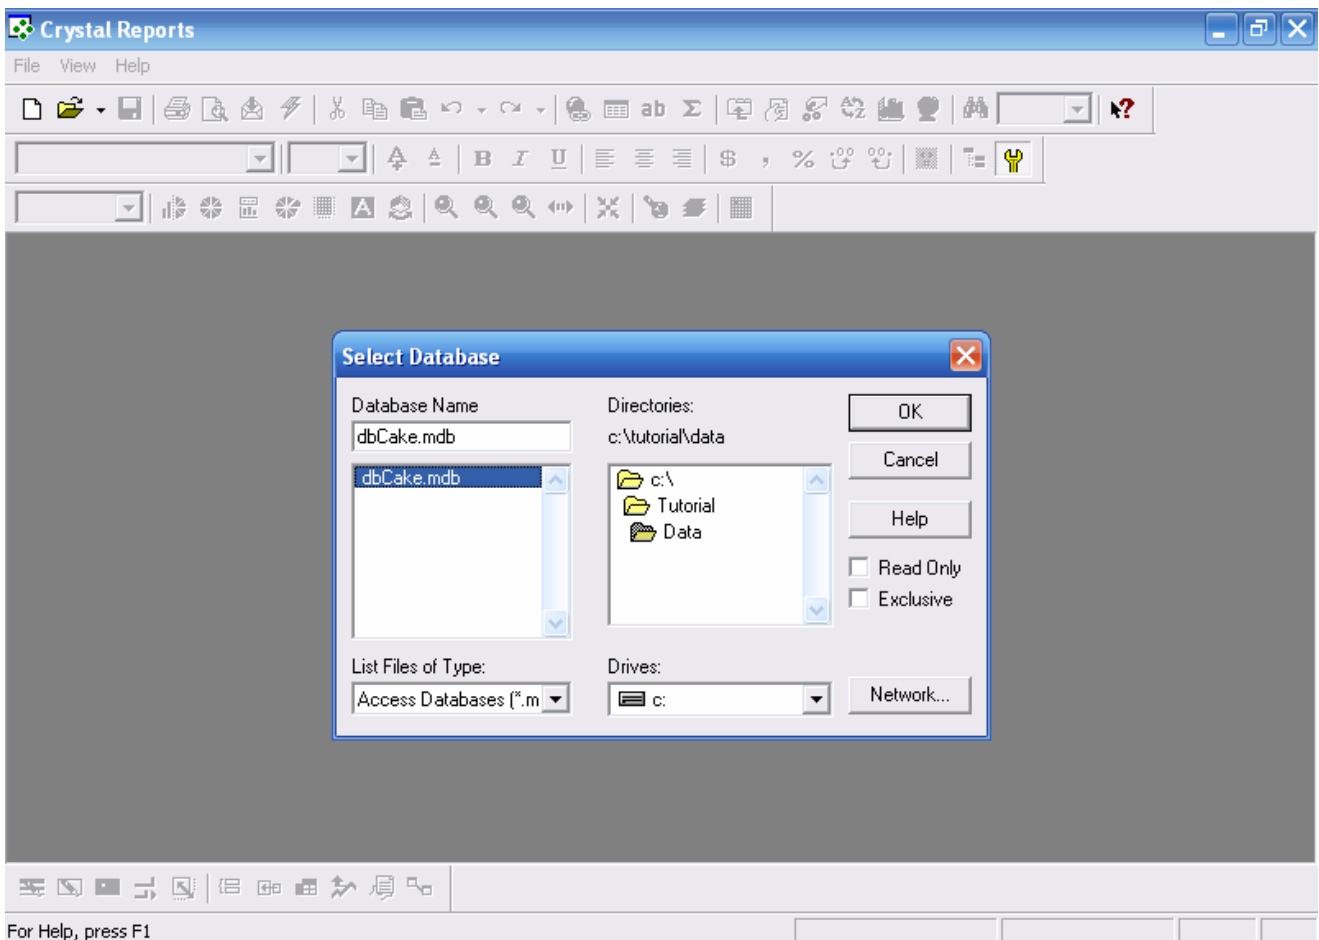 Crystal Reports
File View Help
ab Σ
B I U $ , %
A
Select Database
Database Name
dbCake.mdb
dbCake.mdb
List Files of Type:
Access Databases (*.m
Directories:
c:\tutorial\data
c:\
Tutorial
Data
Drives:
c:
OK
Cancel
Help
Read Only
Exclusive
Network...
For Help, press F1